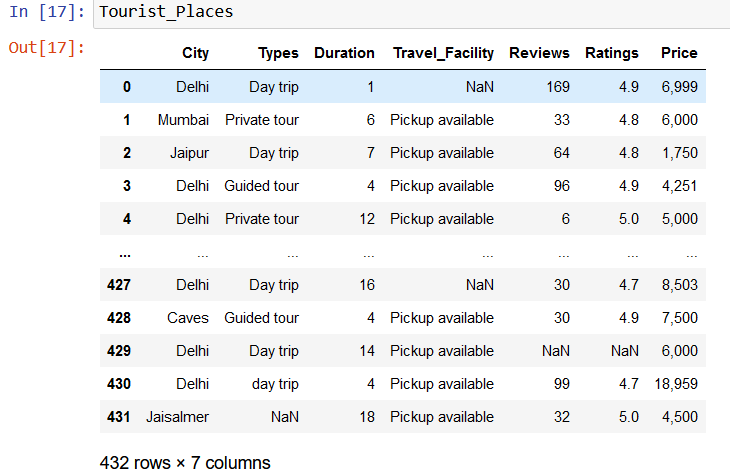 In [17]: Tourist_Places
Out[17]:
City Types Duration Travel_Facility Reviews Ratings Price
0 Delhi Day trip 1 NaN 169 4.9 6,999
1 Mumbai Private tour 6 Pickup available 33 4.8 6,000
2 Jaipur Day trip 7 Pickup available 64 4.8 1,750
3 Delhi Guided tour 4 Pickup available 96 4.9 4,251
4 Delhi Private tour 12 Pickup available 6 5.0 5,000
... ... ... ... ... ... ... ...
427 Delhi Day trip 16 NaN 30 4.7 8,503
428 Caves Guided tour 4 Pickup available 30 4.9 7,500
429 Delhi Day trip 14 Pickup available NaN NaN 6,000
430 Delhi day trip 4 Pickup available 99 4.7 18,959
431 Jaisalmer NaN 18 Pickup available 32 5.0 4,500
432 rows × 7 columns